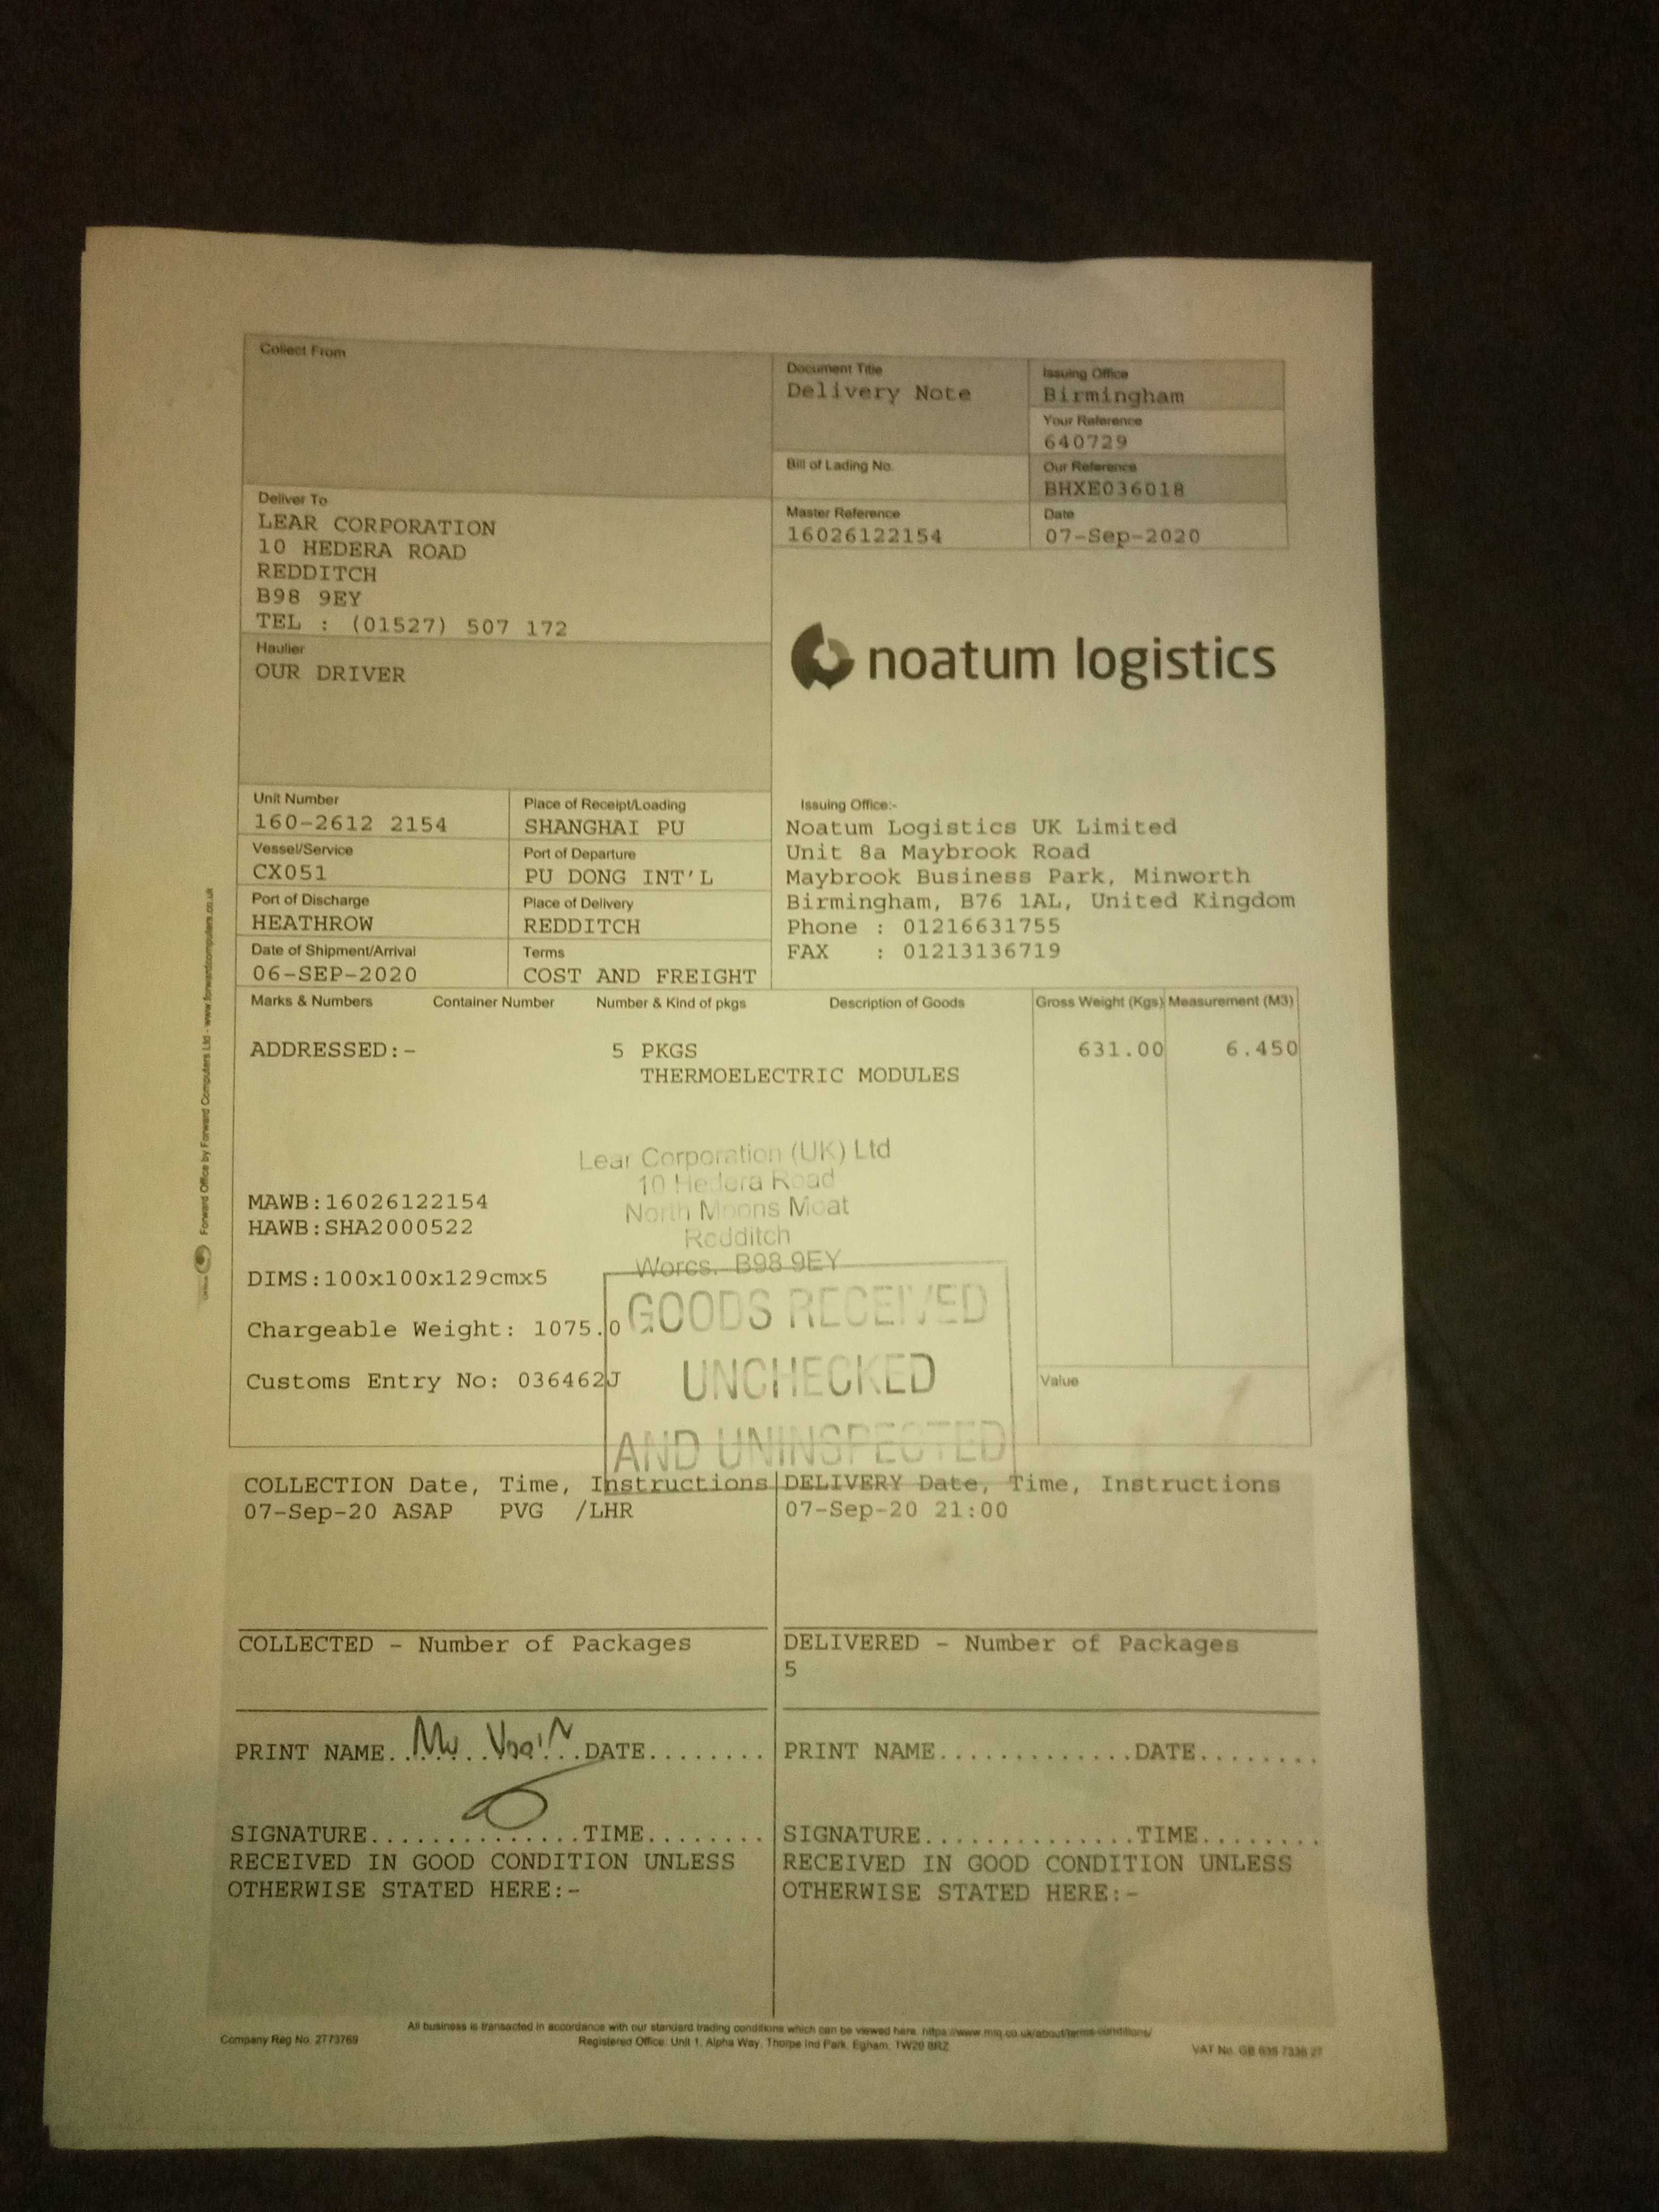 Collect From
Document Title
Delivery Note
Issuing Office
Birmingham
Your Reference
640729
Bill of Lading No.
Our Reference
BHXE036018
Master Reference
16026122154
Date
07-Sep-2020
Deliver To
LEAR CORPORATION
10 HEDERA ROAD
REDDITCH
B98 9EY
TEL : (01527) 507 172
Haulier
OUR DRIVER
noatum logistics
Unit Number
160-2612 2154
Place of Receipt/Loading
SHANGHAI PU
Vessel/Service
CX051
Port of Departure
PU DONG INT'L
Port of Discharge
HEATHROW
Place of Delivery
REDDITCH
Date of Shipment/Arrival
06-SEP-2020
Terms
COST AND FREIGHT
Issuing Office:-
Noatum Logistics UK Limited
Unit 8a Maybrook Road
Maybrook Business Park, Minworth
Birmingham, B76 1AL, United Kingdom
Phone : 01216631755
FAX : 01213136719
Marks & Numbers Container Number Number & Kind of pkgs Description of Goods Gross Weight (Kgs) Measurement (M3)
ADDRESSED:- 5 PKGS 631.00 6.450
THERMOELECTRIC MODULES
Lear Corporation (UK) Ltd
10 Hedera Road
North Moons Moat
Redditch
Worcs. B98 9EY
MAWB:16026122154
HAWB:SHA2000522
DIMS:100x100x129cmx5
Chargeable Weight: 1075.0
Customs Entry No: 036462J
GOODS RECEIVED
UNCHECKED
AND UNINSPECTED
Value
COLLECTION Date, Time, Instructions
07-Sep-20 ASAP PVG /LHR
DELIVERY Date, Time, Instructions
07-Sep-20 21:00
COLLECTED - Number of Packages
DELIVERED - Number of Packages
5
PRINT NAME.............DATE........
SIGNATURE..............TIME........
RECEIVED IN GOOD CONDITION UNLESS
OTHERWISE STATED HERE:-
PRINT NAME.............DATE........
SIGNATURE..............TIME........
RECEIVED IN GOOD CONDITION UNLESS
OTHERWISE STATED HERE:-
Forward Office by Forward Computers Ltd - www.forwardcomputers.co.uk
All business is transacted in accordance with our standard trading conditions which can be viewed here. https://www.miq.co.uk/about/terms-conditions/
Company Reg No. 2773769
Registered Office: Unit 1, Alpha Way, Thorpe Ind Park, Egham, TW20 8RZ
VAT No. GB